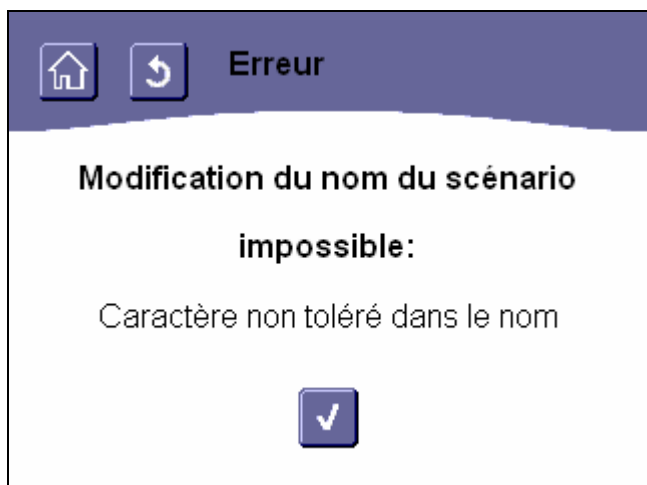 Erreur
Modification du nom du scénario
impossible:
Caractère non toléré dans le nom